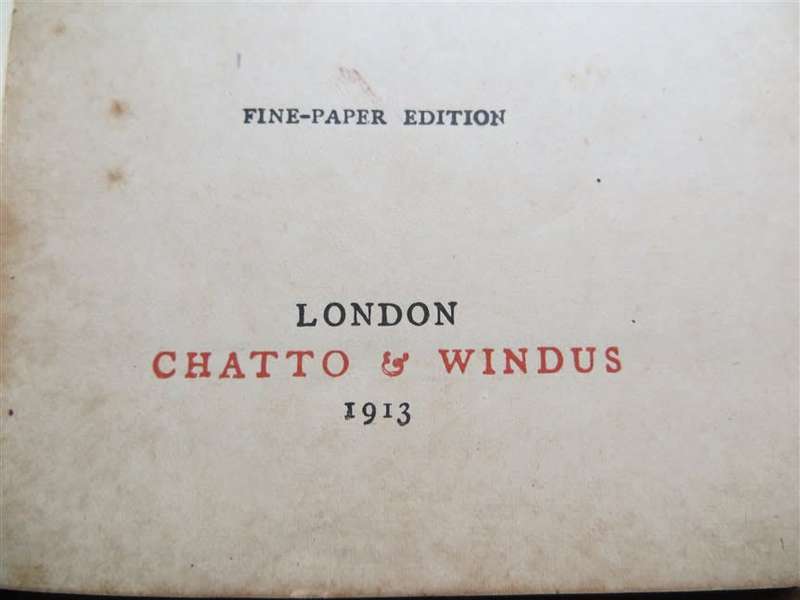 FINE-PAPER EDITION
LONDON
CHATTO & WINDUS
1913